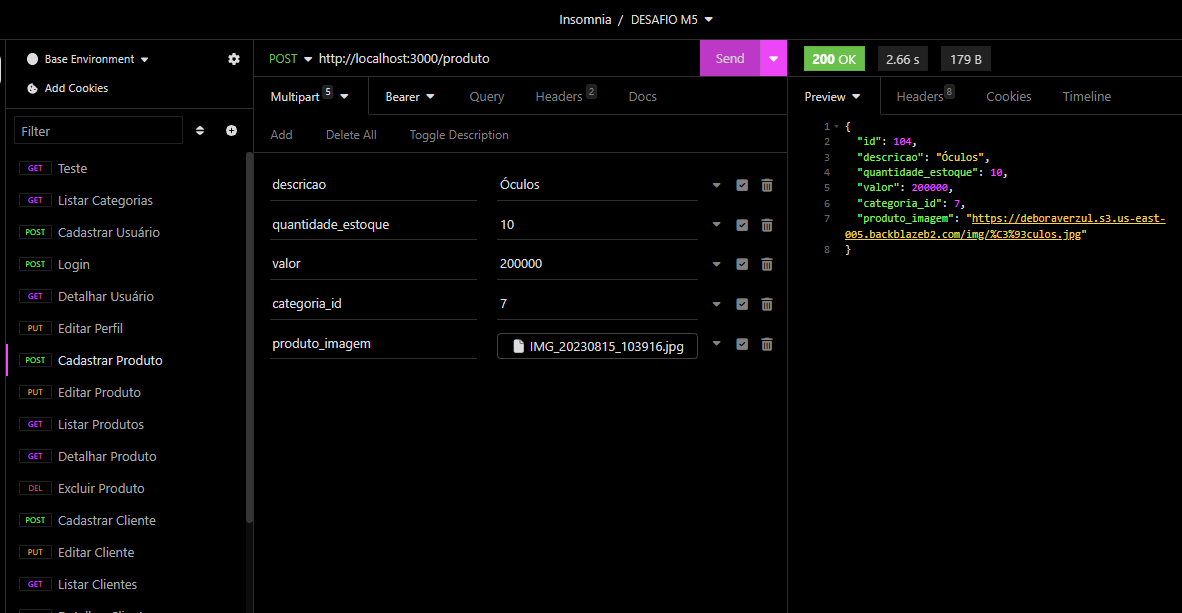 Insomnia / DESAFIO M5
Base Environment
Add Cookies
Filter
GET Teste
GET Listar Categorias
POST Cadastrar Usuário
POST Login
GET Detalhar Usuário
PUT Editar Perfil
POST Cadastrar Produto
PUT Editar Produto
GET Listar Produtos
GET Detalhar Produto
DEL Excluir Produto
POST Cadastrar Cliente
PUT Editar Cliente
GET Listar Clientes
POST http://localhost:3000/produto Send
Multipart 5 Bearer Query Headers 2 Docs
Add Delete All Toggle Description
descricao Óculos
quantidade_estoque 10
valor 200000
categoria_id 7
produto_imagem IMG_20230815_103916.jpg
200 OK 2.66 s 179 B
Preview Headers 8 Cookies Timeline
1 {
2 "id": 104,
3 "descricao": "Óculos",
4 "quantidade_estoque": 10,
5 "valor": 200000,
6 "categoria_id": 7,
7 "produto_imagem": "https://deboraverzul.s3.us-east-
005.backblazeb2.com/img/%C3%93culos.jpg"
8 }